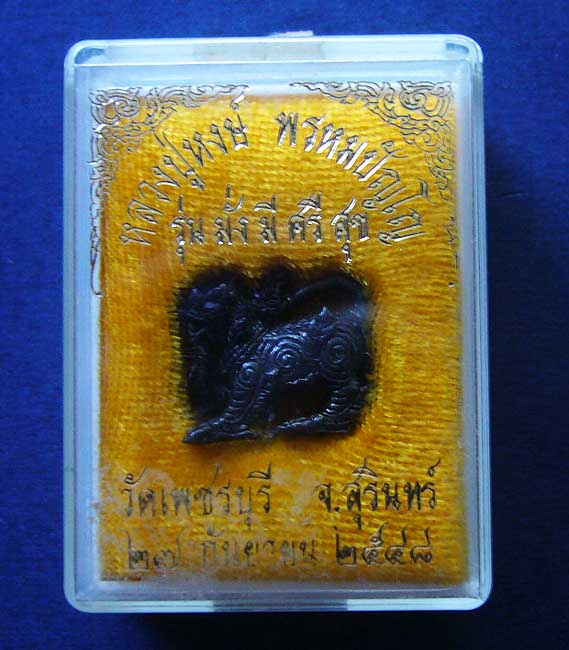 หลวงปู่หงษ์ พรหมปัญโญ
รุ่น มั่ง มี ศรี สุข
วัดเพชรบุรี จ.สุรินทร์
๒๗ กันยายน ๒๕๔๘